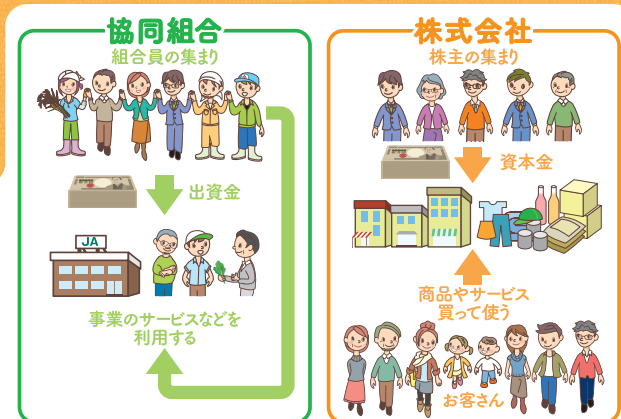 協同組合
組合員の集まり
出資金
JA
事業のサービスなどを
利用する
株式会社
株主の集まり
資本金
商品やサービス
買って使う
お客さん